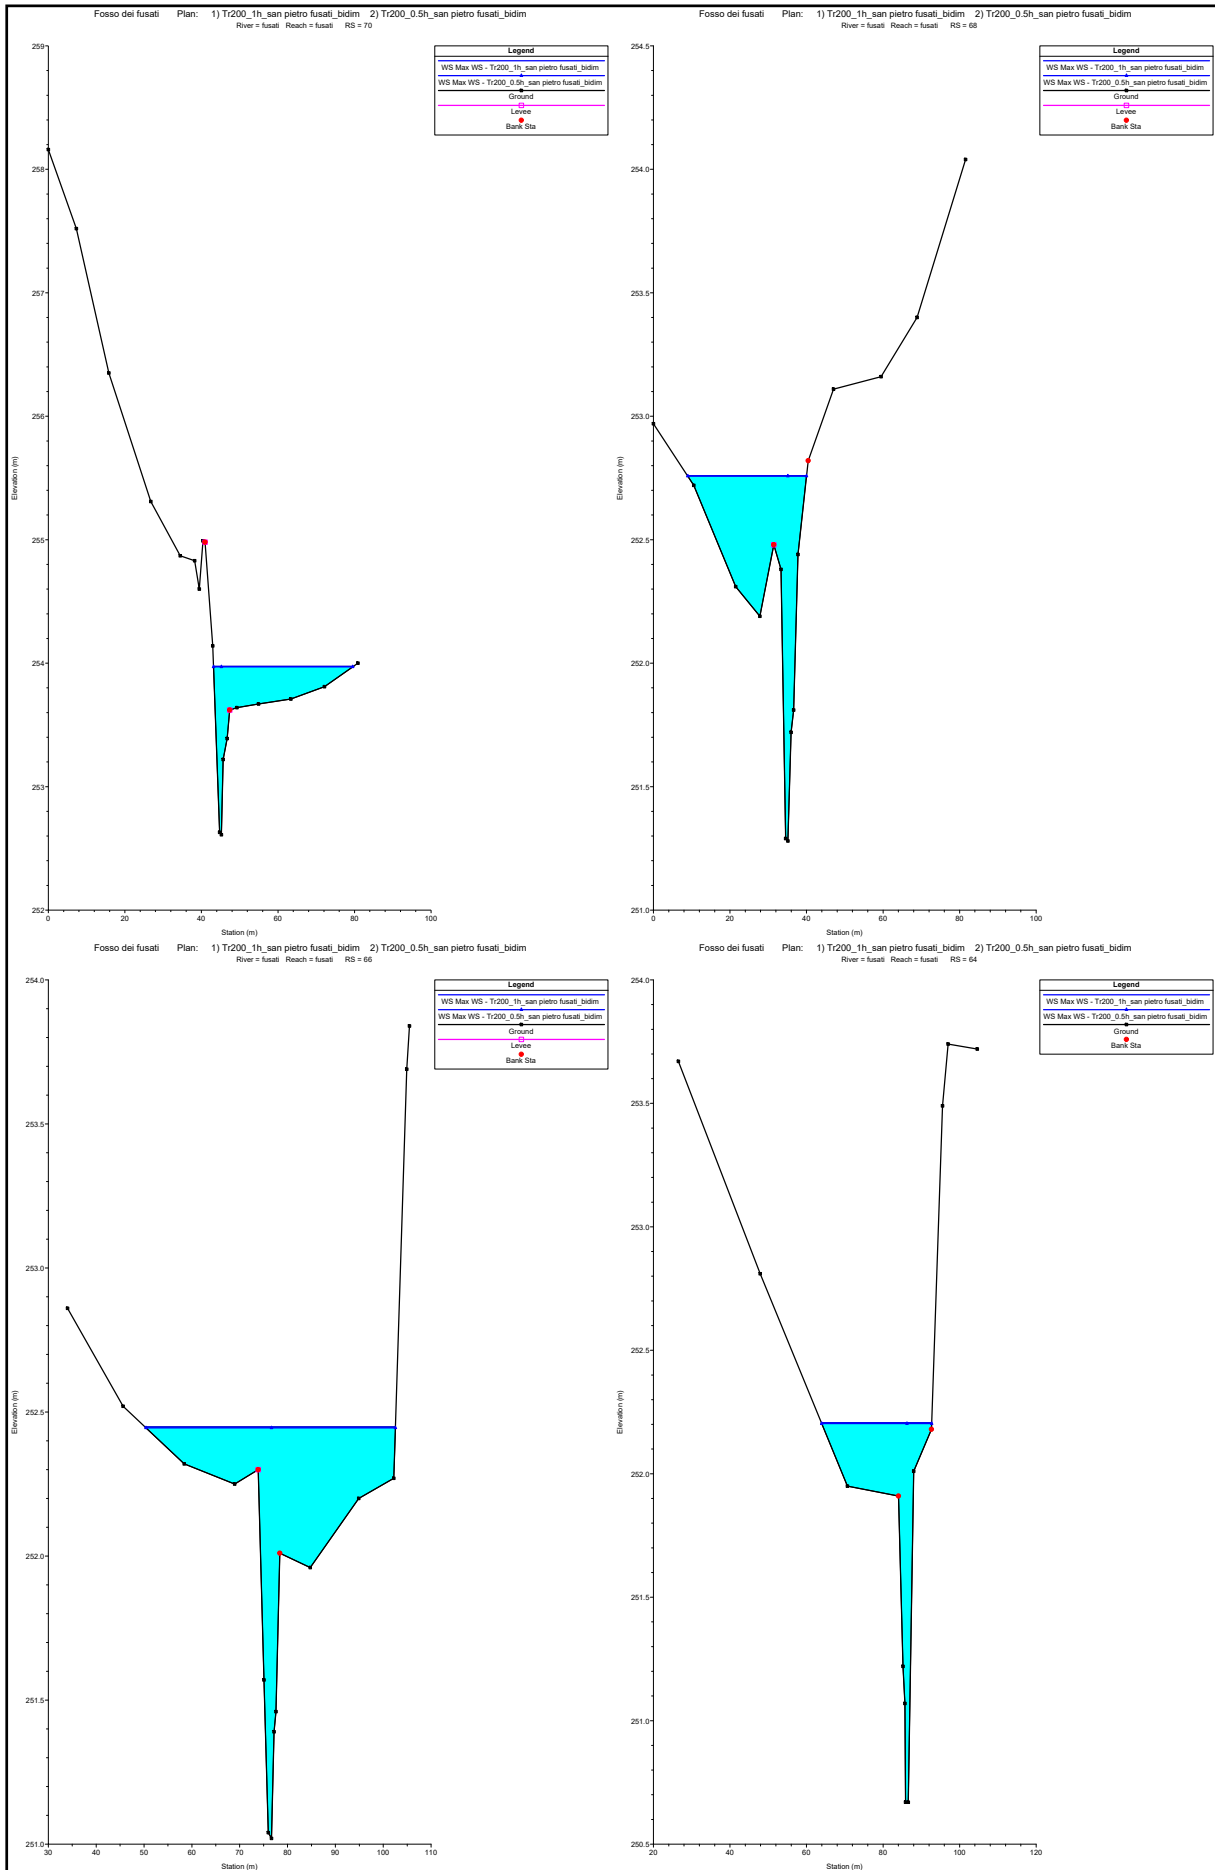 Fosso dei fusati Plan: 1) Tr200_1h_san pietro fusati_bidim 2) Tr200_0.5h_san pietro fusati_bidim
River = fusati Reach = fusati RS = 70
Legend
WS Max WS - Tr200_1h_san pietro fusati_bidim
WS Max WS - Tr200_0.5h_san pietro fusati_bidim
Ground
Levee
Bank Sta
Elevation (m)
259
258
257
256
255
254
253
252
0 20 40 60 80 100
Station (m)
Fosso dei fusati Plan: 1) Tr200_1h_san pietro fusati_bidim 2) Tr200_0.5h_san pietro fusati_bidim
River = fusati Reach = fusati RS = 68
Legend
WS Max WS - Tr200_1h_san pietro fusati_bidim
WS Max WS - Tr200_0.5h_san pietro fusati_bidim
Ground
Levee
Bank Sta
Elevation (m)
254.5
254.0
253.5
253.0
252.5
252.0
251.5
251.0
0 20 40 60 80 100
Station (m)
Fosso dei fusati Plan: 1) Tr200_1h_san pietro fusati_bidim 2) Tr200_0.5h_san pietro fusati_bidim
River = fusati Reach = fusati RS = 66
Legend
WS Max WS - Tr200_1h_san pietro fusati_bidim
WS Max WS - Tr200_0.5h_san pietro fusati_bidim
Ground
Levee
Bank Sta
Elevation (m)
254.0
253.5
253.0
252.5
252.0
251.5
251.0
30 40 50 60 70 80 90 100 110
Station (m)
Fosso dei fusati Plan: 1) Tr200_1h_san pietro fusati_bidim 2) Tr200_0.5h_san pietro fusati_bidim
River = fusati Reach = fusati RS = 64
Legend
WS Max WS - Tr200_1h_san pietro fusati_bidim
WS Max WS - Tr200_0.5h_san pietro fusati_bidim
Ground
Bank Sta
Elevation (m)
254.0
253.5
253.0
252.5
252.0
251.5
251.0
250.5
20 40 60 80 100 120
Station (m)